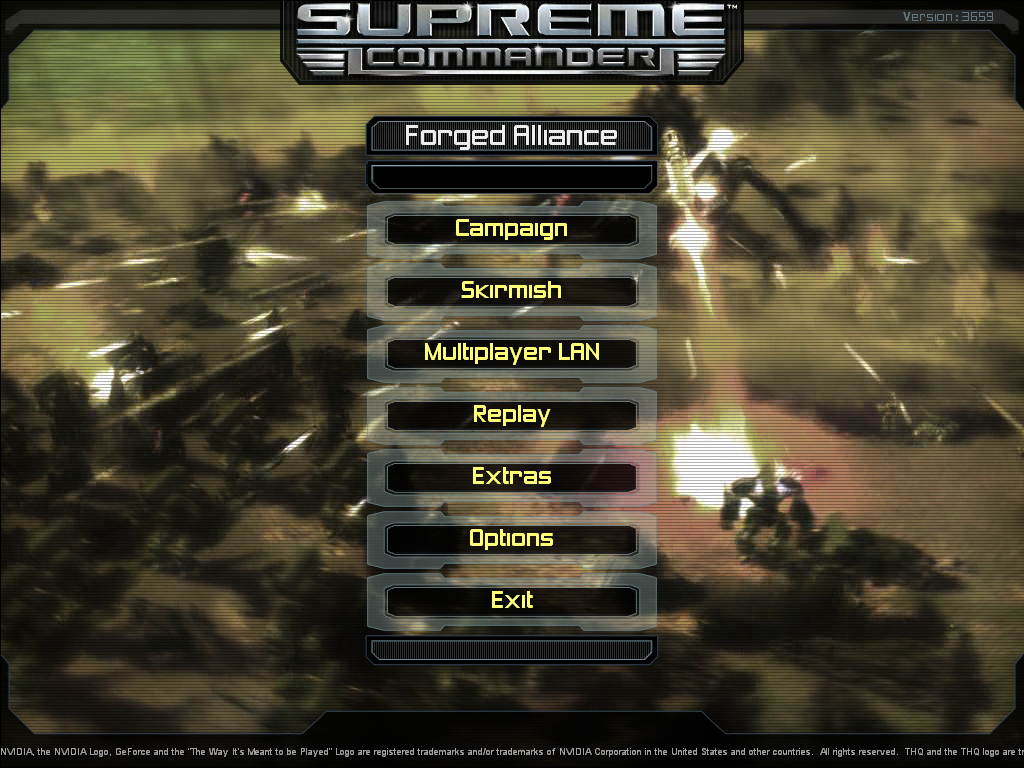 Version : 3659
SUPREME™
COMMANDER
Forged Alliance
Campaign
Skirmish
Multiplayer LAN
Replay
Extras
Options
Exit
NVIDIA, the NVIDIA Logo, GeForce and the "The Way It's Meant to be Played" Logo are registered trademarks and/or trademarks of NVIDIA Corporation in the United States and other countries. All rights reserved. THQ and the THQ logo are tr